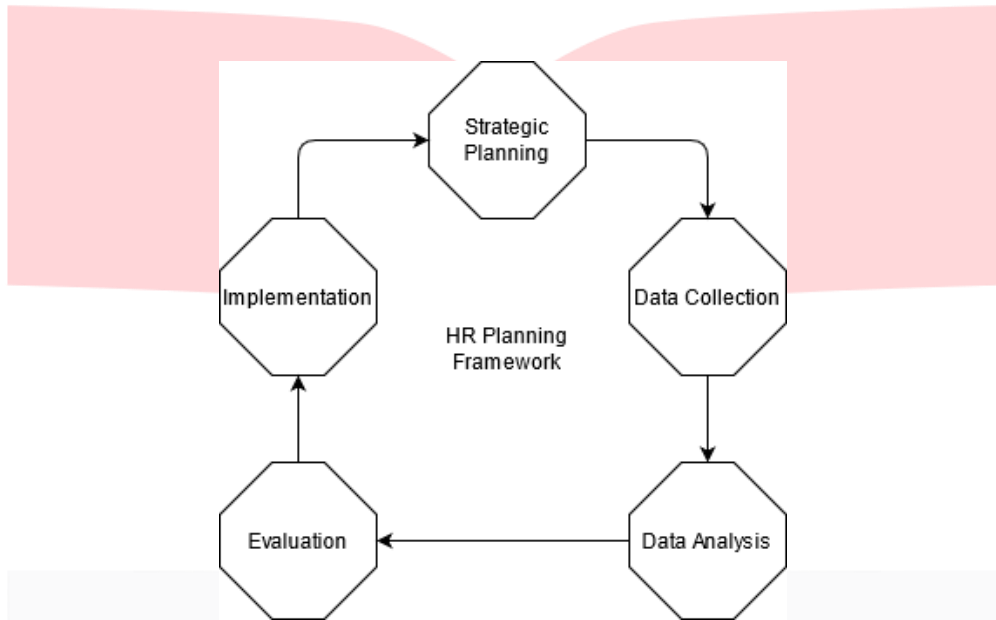 Strategic
Planning
Implementation
Data Collection
HR Planning
Framework
Evaluation
Data Analysis